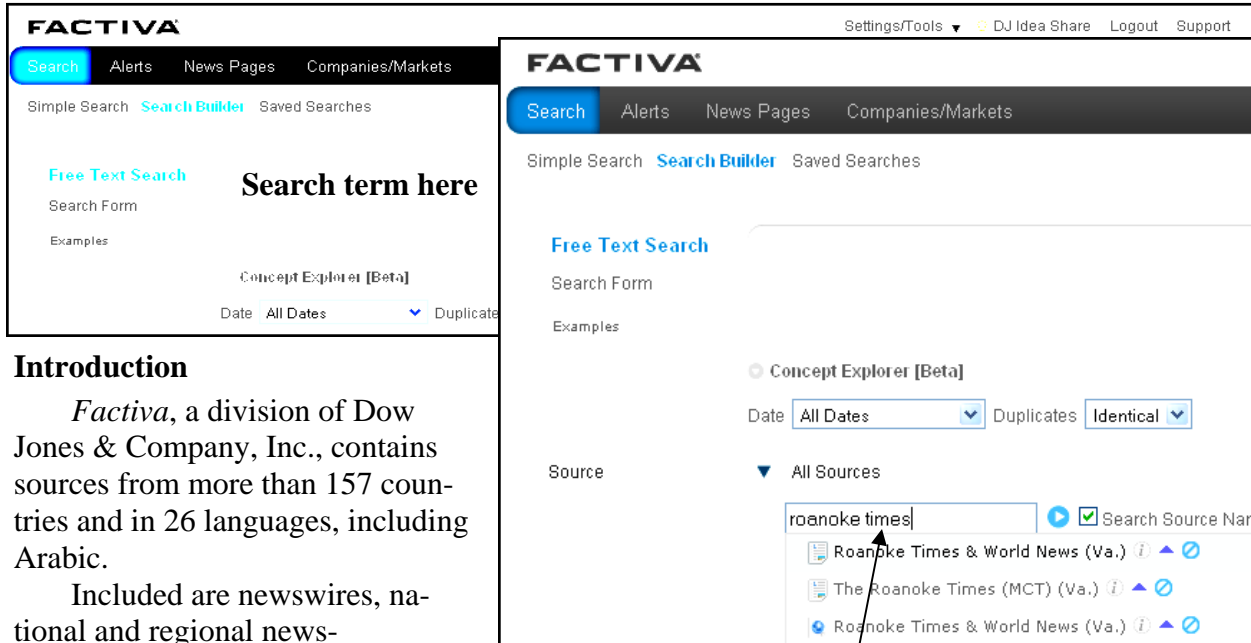 FACTIVA
Settings/Tools DJ Idea Share Logout Support
Search Alerts News Pages Companies/Markets
Simple Search Search Builder Saved Searches
Free Text Search
Search term here
Search Form
Examples
Concept Explorer [Beta]
Date All Dates Duplicate
FACTIVA
Search Alerts News Pages Companies/Markets
Simple Search Search Builder Saved Searches
Free Text Search
Search Form
Examples
Concept Explorer [Beta]
Date All Dates Duplicates Identical
Source All Sources
roanoke times Search Source Nar
Roanoke Times & World News (Va.)
The Roanoke Times (MCT) (Va.)
Roanoke Times & World News (Va.)
Introduction
Factiva, a division of Dow
Jones & Company, Inc., contains
sources from more than 157 coun-
tries and in 26 languages, including
Arabic.
Included are newswires, na-
tional and regional news-